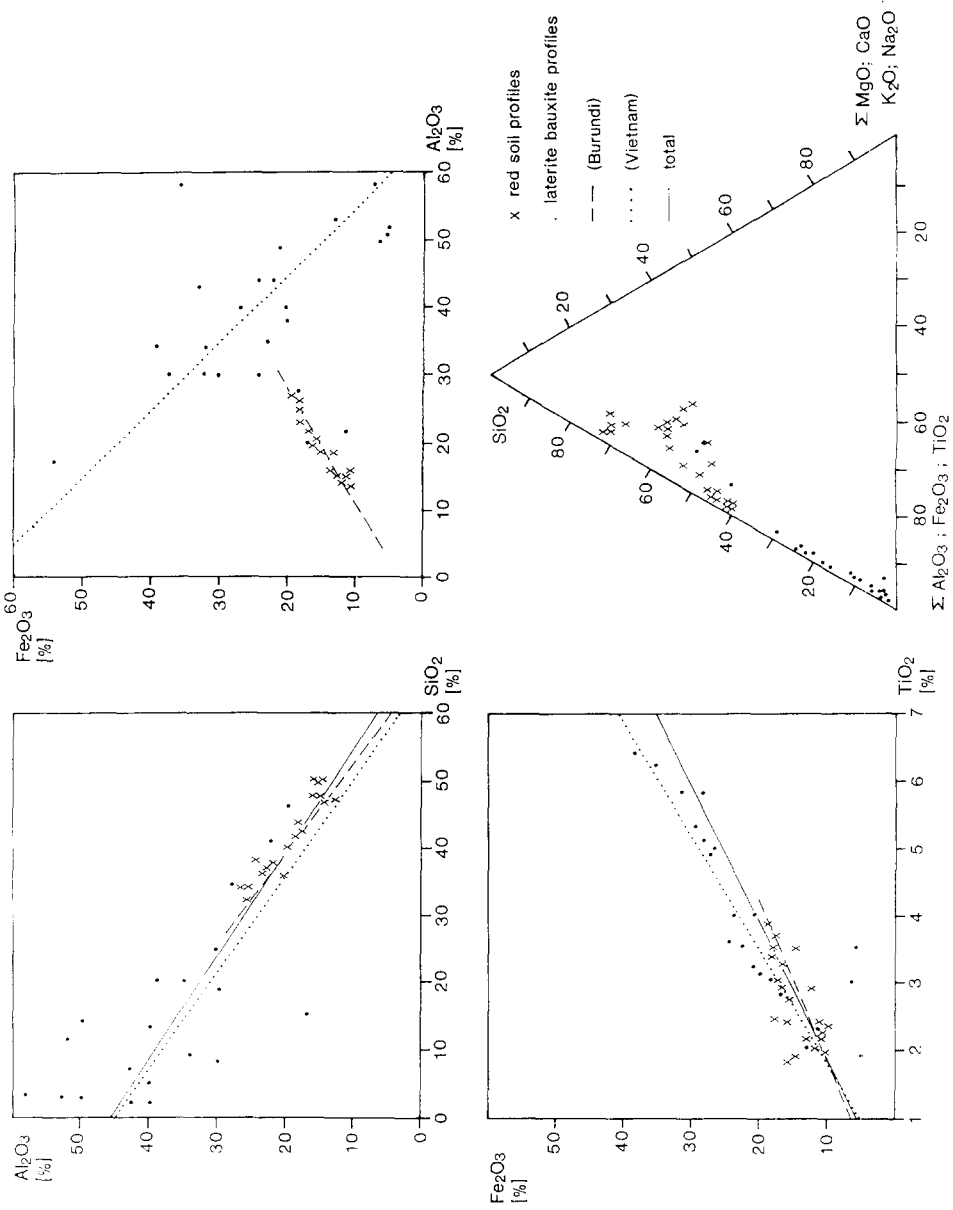 Al₂O₃
[%]
50
40
30
20
10
0
0 10 20 30 40 50 60
SiO₂
[%]
Fe₂O₃
[%]
60
50
40
30
20
10
0
0 10 20 30 40 50 60
Al₂O₃
[%]
Fe₂O₃
[%]
50
40
30
20
10
1 2 3 4 5 6 7
TiO₂
[%]
SiO₂
80
60
40
20
20
40
60
80
80 60 40 20
Σ Al₂O₃ ; Fe₂O₃ ; TiO₂
Σ MgO; CaO
K₂O; Na₂O
x red soil profiles
. laterite bauxite profiles
(Burundi)
(Vietnam)
total